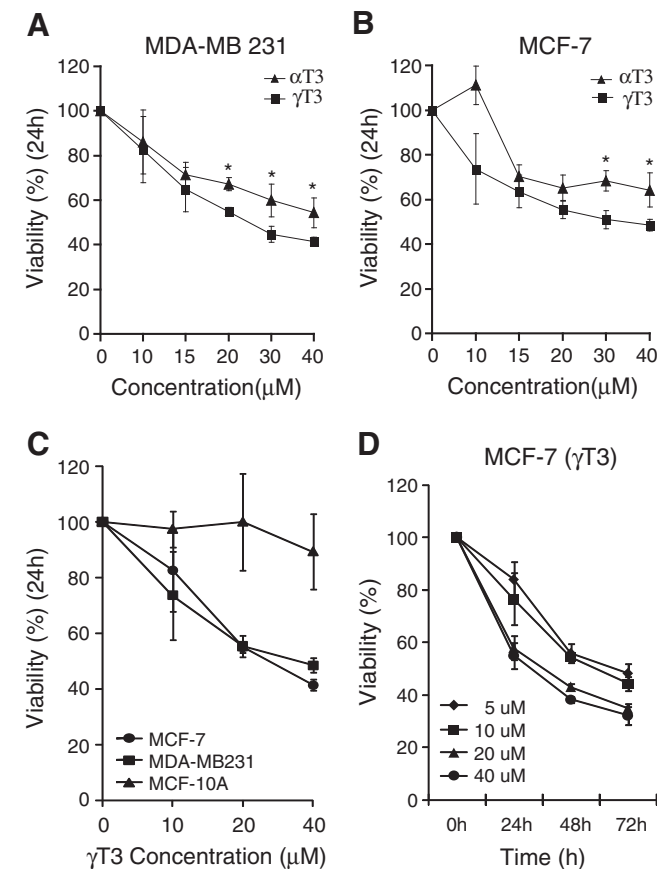 A
MDA-MB 231
αT3
γT3
120
100
80
60
40
20
0
* * *
0 10 15 20 30 40
Viability (%) (24h)
Concentration(μM)
B
MCF-7
αT3
γT3
120
100
80
60
40
20
0
* *
0 10 15 20 30 40
Viability (%) (24h)
Concentration(μM)
C
120
100
80
60
40
20
0
MCF-7
MDA-MB231
MCF-10A
0 10 20 40
Viability (%) (24h)
γT3 Concentration (μM)
D
MCF-7 (γT3)
120
100
80
60
40
20
0
5 uM
10 uM
20 uM
40 uM
0h 24h 48h 72h
Viability (%)
Time (h)